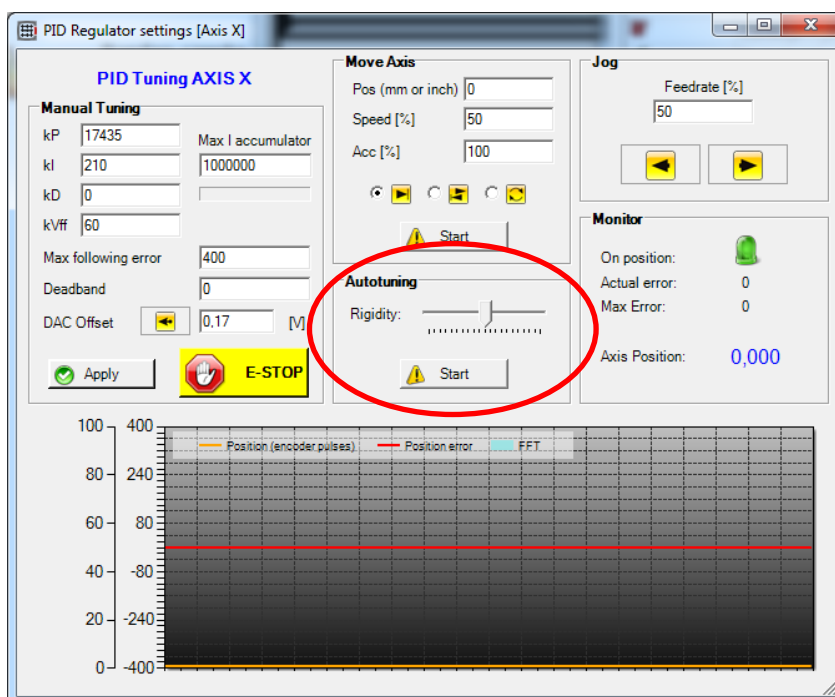 PID Regulator settings [Axis X]
PID Tuning AXIS X
Manual Tuning
kP 17435
Max I accumulator
kI 210 1000000
kD 0
kVff 60
Max following error 400
Deadband 0
DAC Offset 0,17 [V]
Apply E-STOP
Move Axis
Pos (mm or inch) 0
Speed [%] 50
Acc [%] 100
Start
Autotuning
Rigidity:
Start
Jog
Feedrate [%]
50
Monitor
On position:
Actual error: 0
Max Error: 0
Axis Position: 0,000
Position (encoder pulses) Position error FFT
100 400
80 240
60 80
40 -80
20 -240
0 -400